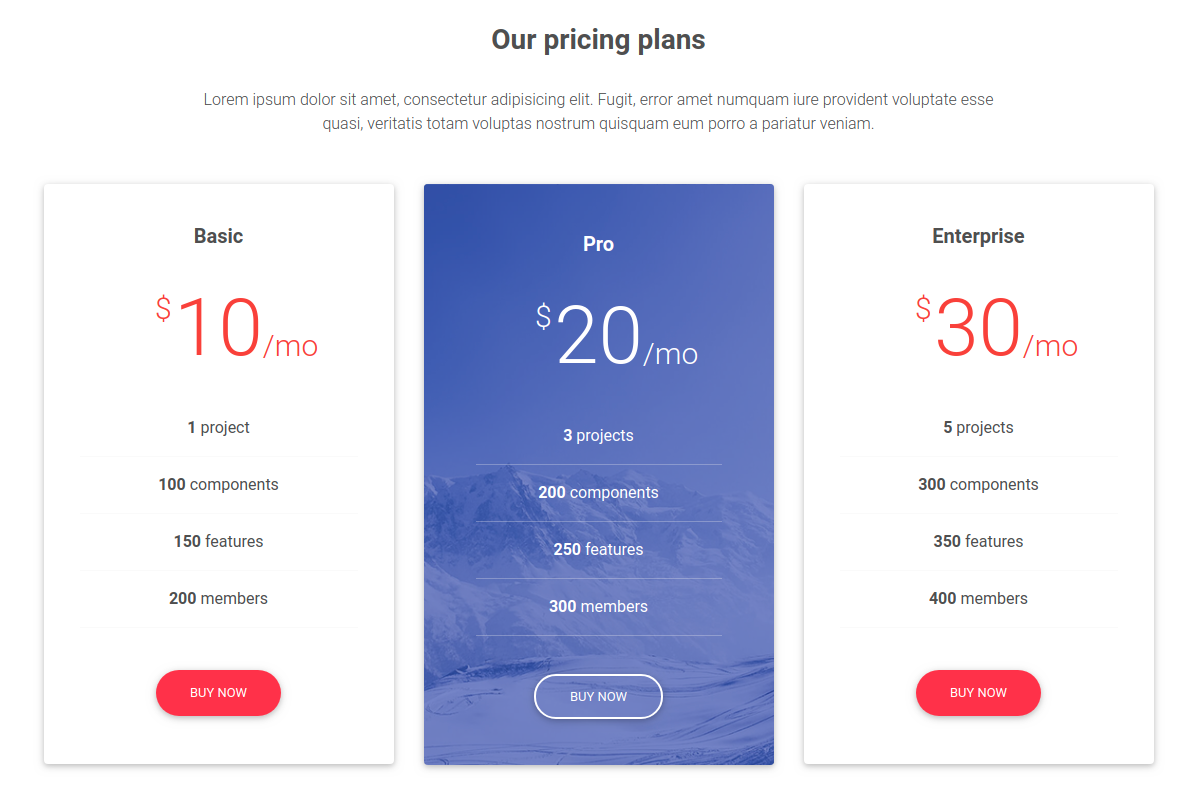 Our pricing plans
Lorem ipsum dolor sit amet, consectetur adipisicing elit. Fugit, error amet numquam iure provident voluptate esse
quasi, veritatis totam voluptas nostrum quisquam eum porro a pariatur veniam.
Basic
$10/mo
1 project
100 components
150 features
200 members
BUY NOW
Pro
$20/mo
3 projects
200 components
250 features
300 members
BUY NOW
Enterprise
$30/mo
5 projects
300 components
350 features
400 members
BUY NOW